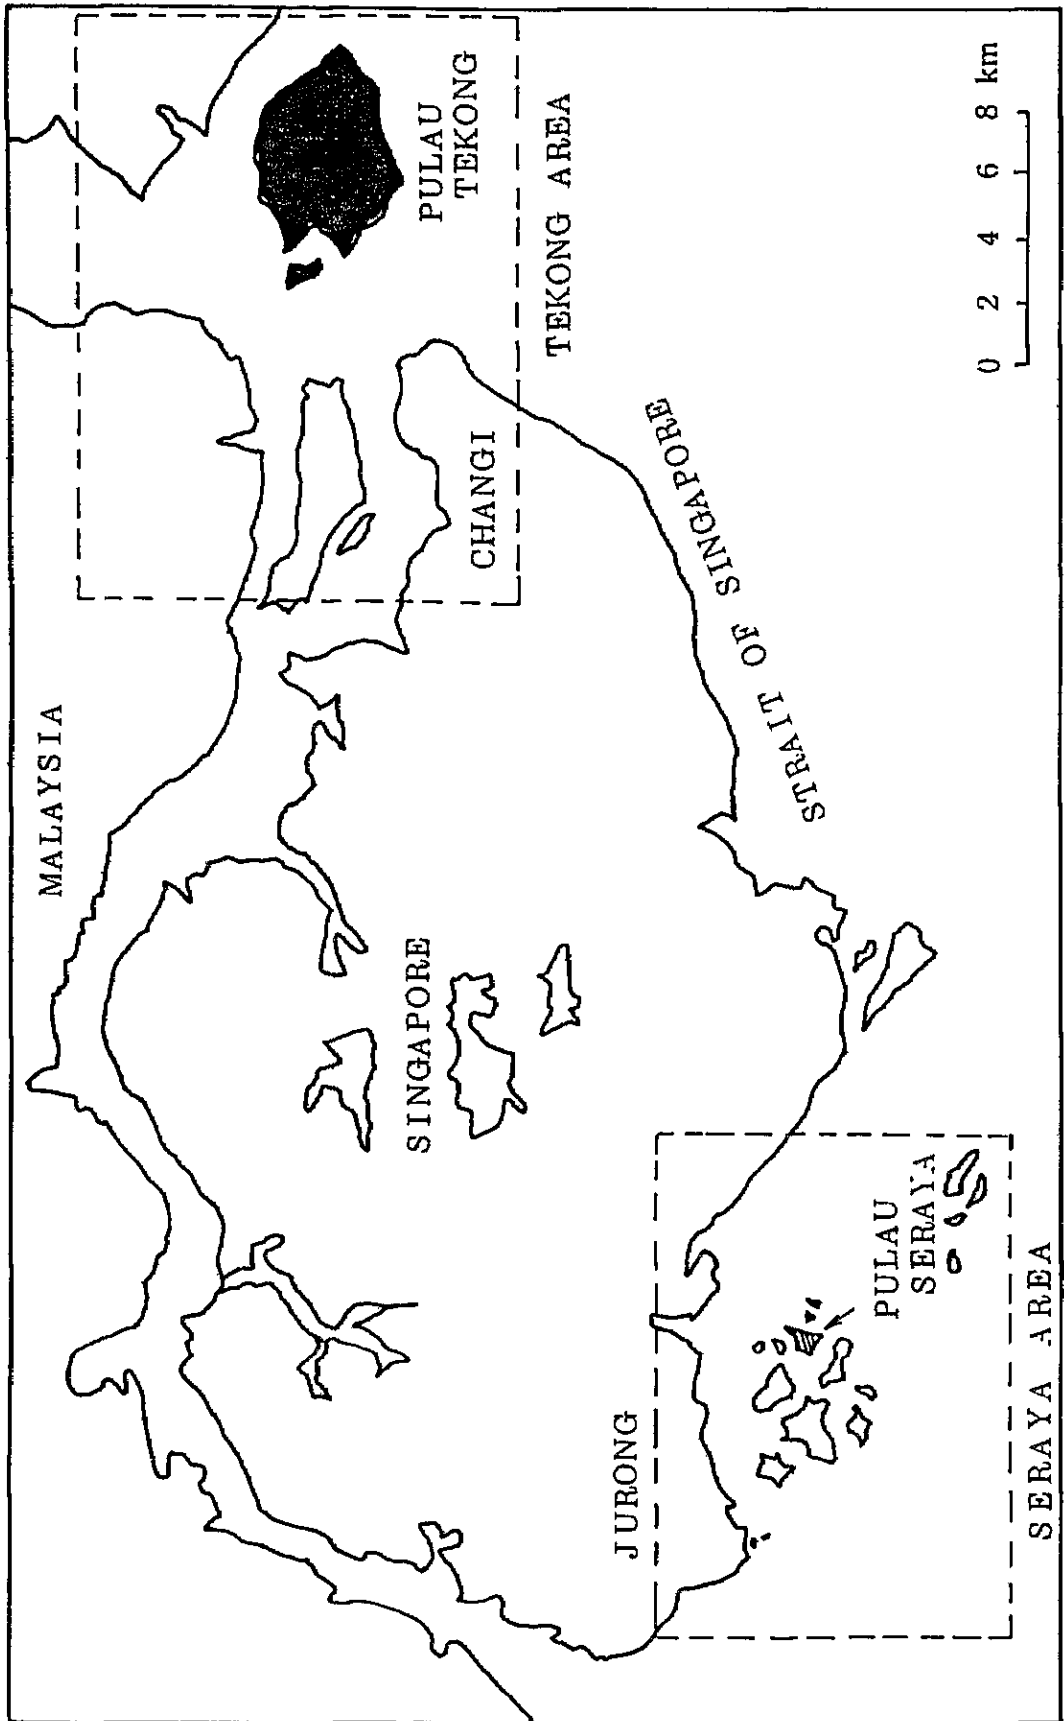 MALAYSIA
PULAU
TEKONG
TEKONG AREA
CHANGI
SINGAPORE
STRAIT OF SINGAPORE
JURONG
PULAU
SERAYA
SERAYA AREA
0 2 4 6 8 km